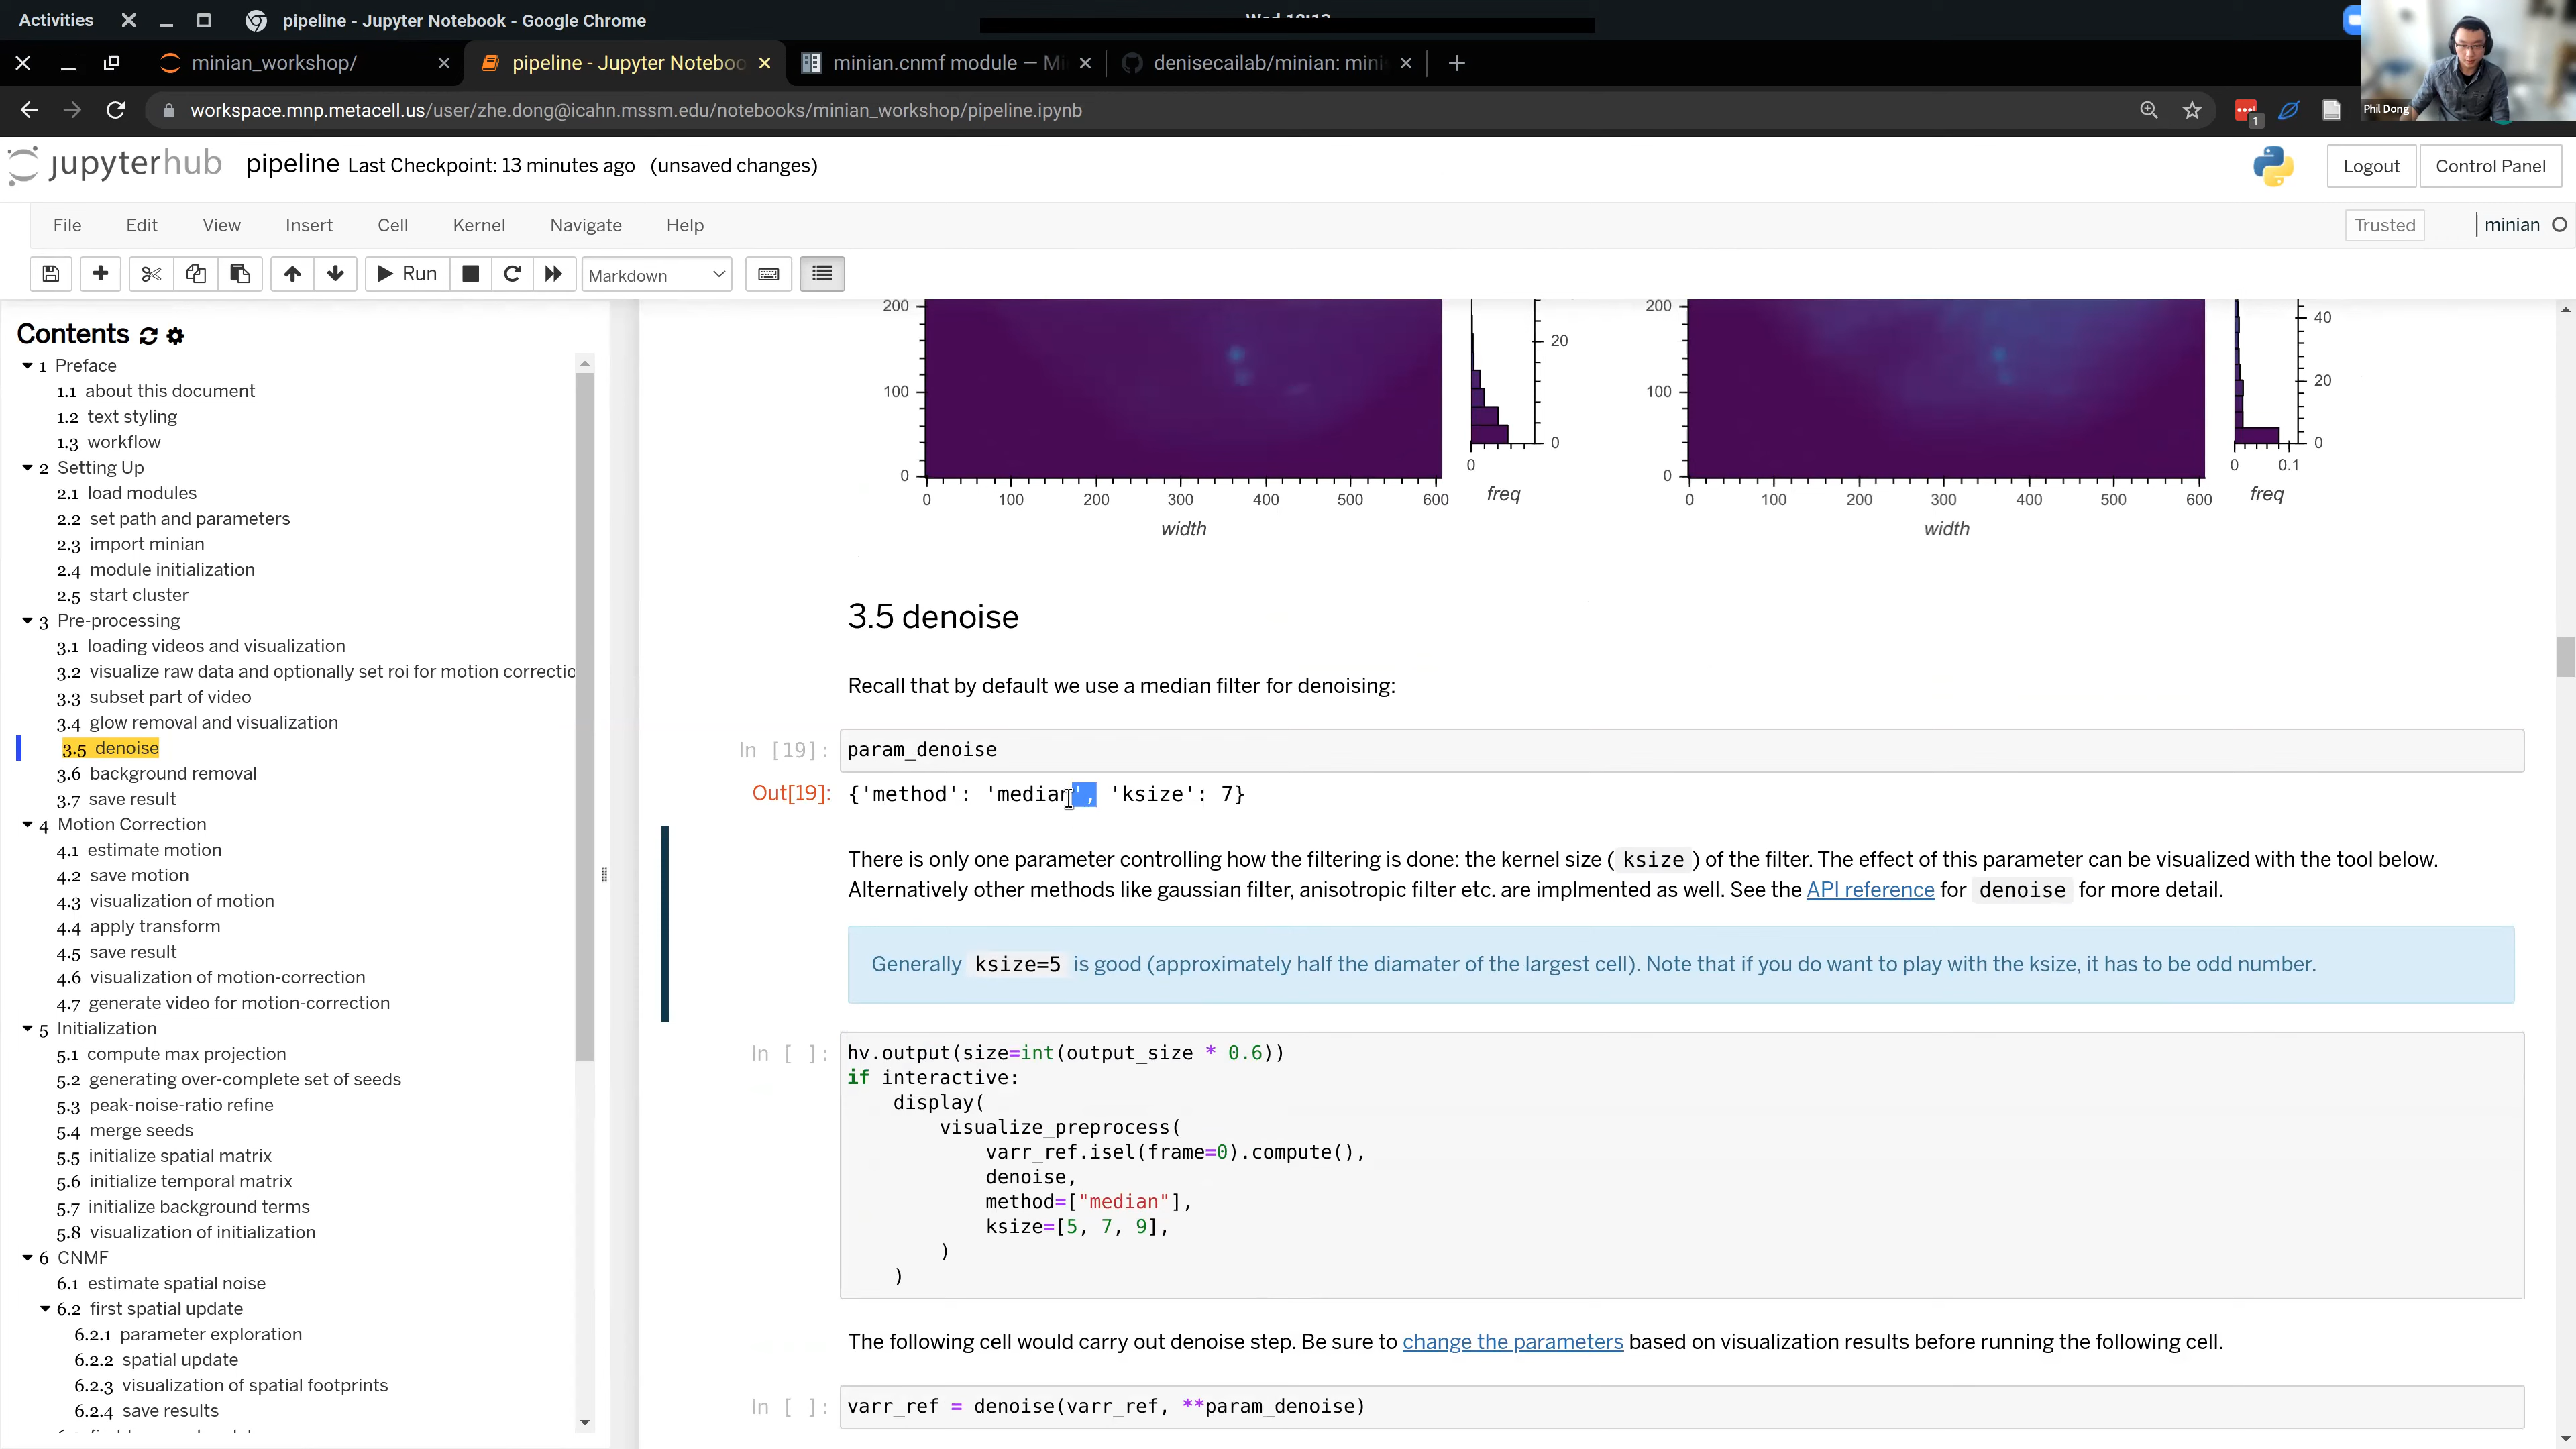 Activities
pipeline - Jupyter Notebook - Google Chrome
minian_workshop/
pipeline - Jupyter Noteboo
minian.cnmf module — Mi
denisecailab/minian: mini
workspace.mnp.metacell.us/user/zhe.dong@icahn.mssm.edu/notebooks/minian_workshop/pipeline.ipynb
1
Phil Dong
jupyterhub
pipeline Last Checkpoint: 13 minutes ago (unsaved changes)
Logout
Control Panel
File Edit View Insert Cell Kernel Navigate Help
Trusted
minian
Run
Markdown
Contents
1 Preface
1.1 about this document
1.2 text styling
1.3 workflow
2 Setting Up
2.1 load modules
2.2 set path and parameters
2.3 import minian
2.4 module initialization
2.5 start cluster
3 Pre-processing
3.1 loading videos and visualization
3.2 visualize raw data and optionally set roi for motion correctio
3.3 subset part of video
3.4 glow removal and visualization
3.5 denoise
3.6 background removal
3.7 save result
4 Motion Correction
4.1 estimate motion
4.2 save motion
4.3 visualization of motion
4.4 apply transform
4.5 save result
4.6 visualization of motion-correction
4.7 generate video for motion-correction
5 Initialization
5.1 compute max projection
5.2 generating over-complete set of seeds
5.3 peak-noise-ratio refine
5.4 merge seeds
5.5 initialize spatial matrix
5.6 initialize temporal matrix
5.7 initialize background terms
5.8 visualization of initialization
6 CNMF
6.1 estimate spatial noise
6.2 first spatial update
6.2.1 parameter exploration
6.2.2 spatial update
6.2.3 visualization of spatial footprints
6.2.4 save results
200
100
0
0 100 200 300 400 500 600
width
20
0
0
freq
200
100
0
0 100 200 300 400 500 600
width
40
20
0
0 0.1
freq
3.5 denoise
Recall that by default we use a median filter for denoising:
In [19]: param_denoise
Out[19]: {'method': 'median', 'ksize': 7}
There is only one parameter controlling how the filtering is done: the kernel size ( ksize ) of the filter. The effect of this parameter can be visualized with the tool below.
Alternatively other methods like gaussian filter, anisotropic filter etc. are implmented as well. See the API reference for denoise for more detail.
Generally ksize=5 is good (approximately half the diamater of the largest cell). Note that if you do want to play with the ksize, it has to be odd number.
In [ ]: hv.output(size=int(output_size * 0.6))
if interactive:
display(
visualize_preprocess(
varr_ref.isel(frame=0).compute(),
denoise,
method=["median"],
ksize=[5, 7, 9],
)
)
The following cell would carry out denoise step. Be sure to change the parameters based on visualization results before running the following cell.
In [ ]: varr_ref = denoise(varr_ref, **param_denoise)